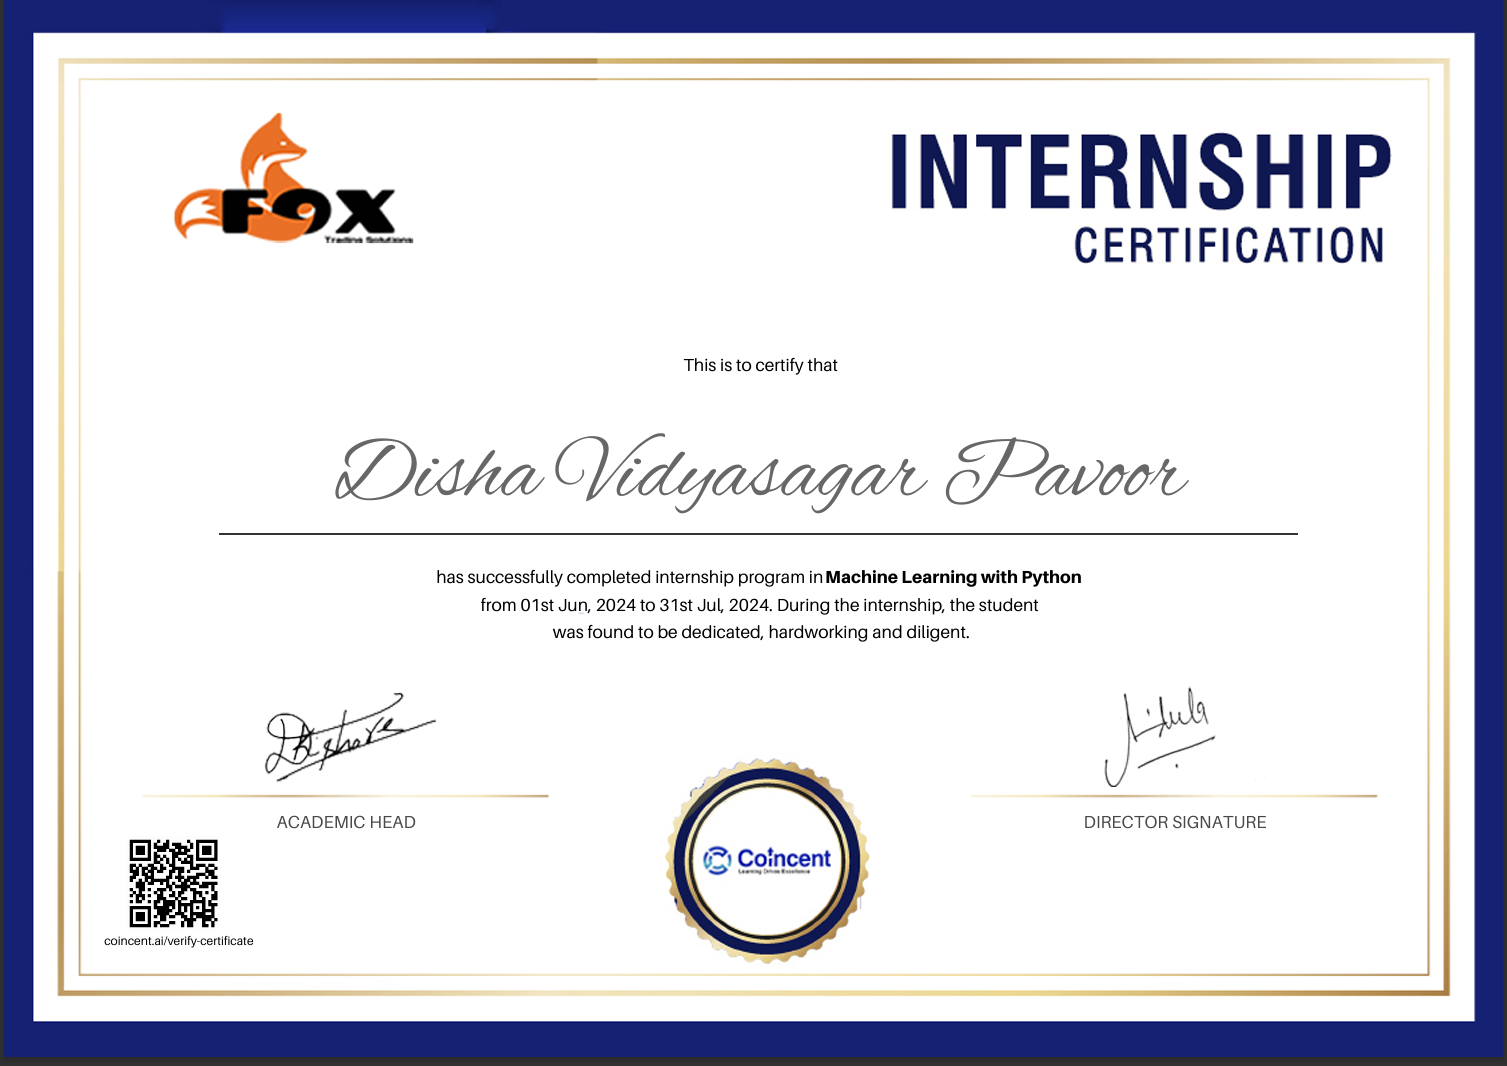 FOX
Trading Solutions
INTERNSHIP
CERTIFICATION
This is to certify that
Disha Vidyasagar Pavoor
has successfully completed internship program in Machine Learning with Python
from 01st Jun, 2024 to 31st Jul, 2024. During the internship, the student
was found to be dedicated, hardworking and diligent.
ACADEMIC HEAD
DIRECTOR SIGNATURE
Coincent
Learning Drives Excellence
coincent.ai/verify-certificate